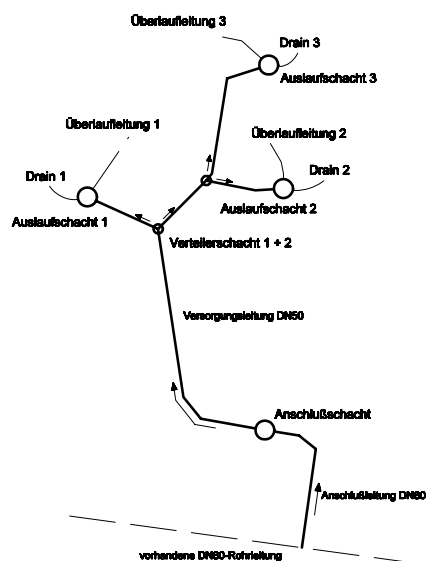 Überlaufleitung 3
Drain 3
Auslaufschacht 3
Überlaufleitung 1
Überlaufleitung 2
Drain 1
Drain 2
Auslaufschacht 1
Auslaufschacht 2
Verteilerschacht 1 + 2
Versorgungsleitung DN50
Anschlußschacht
Anschlußleitung DN80
vorhandene DN80-Rohrleitung